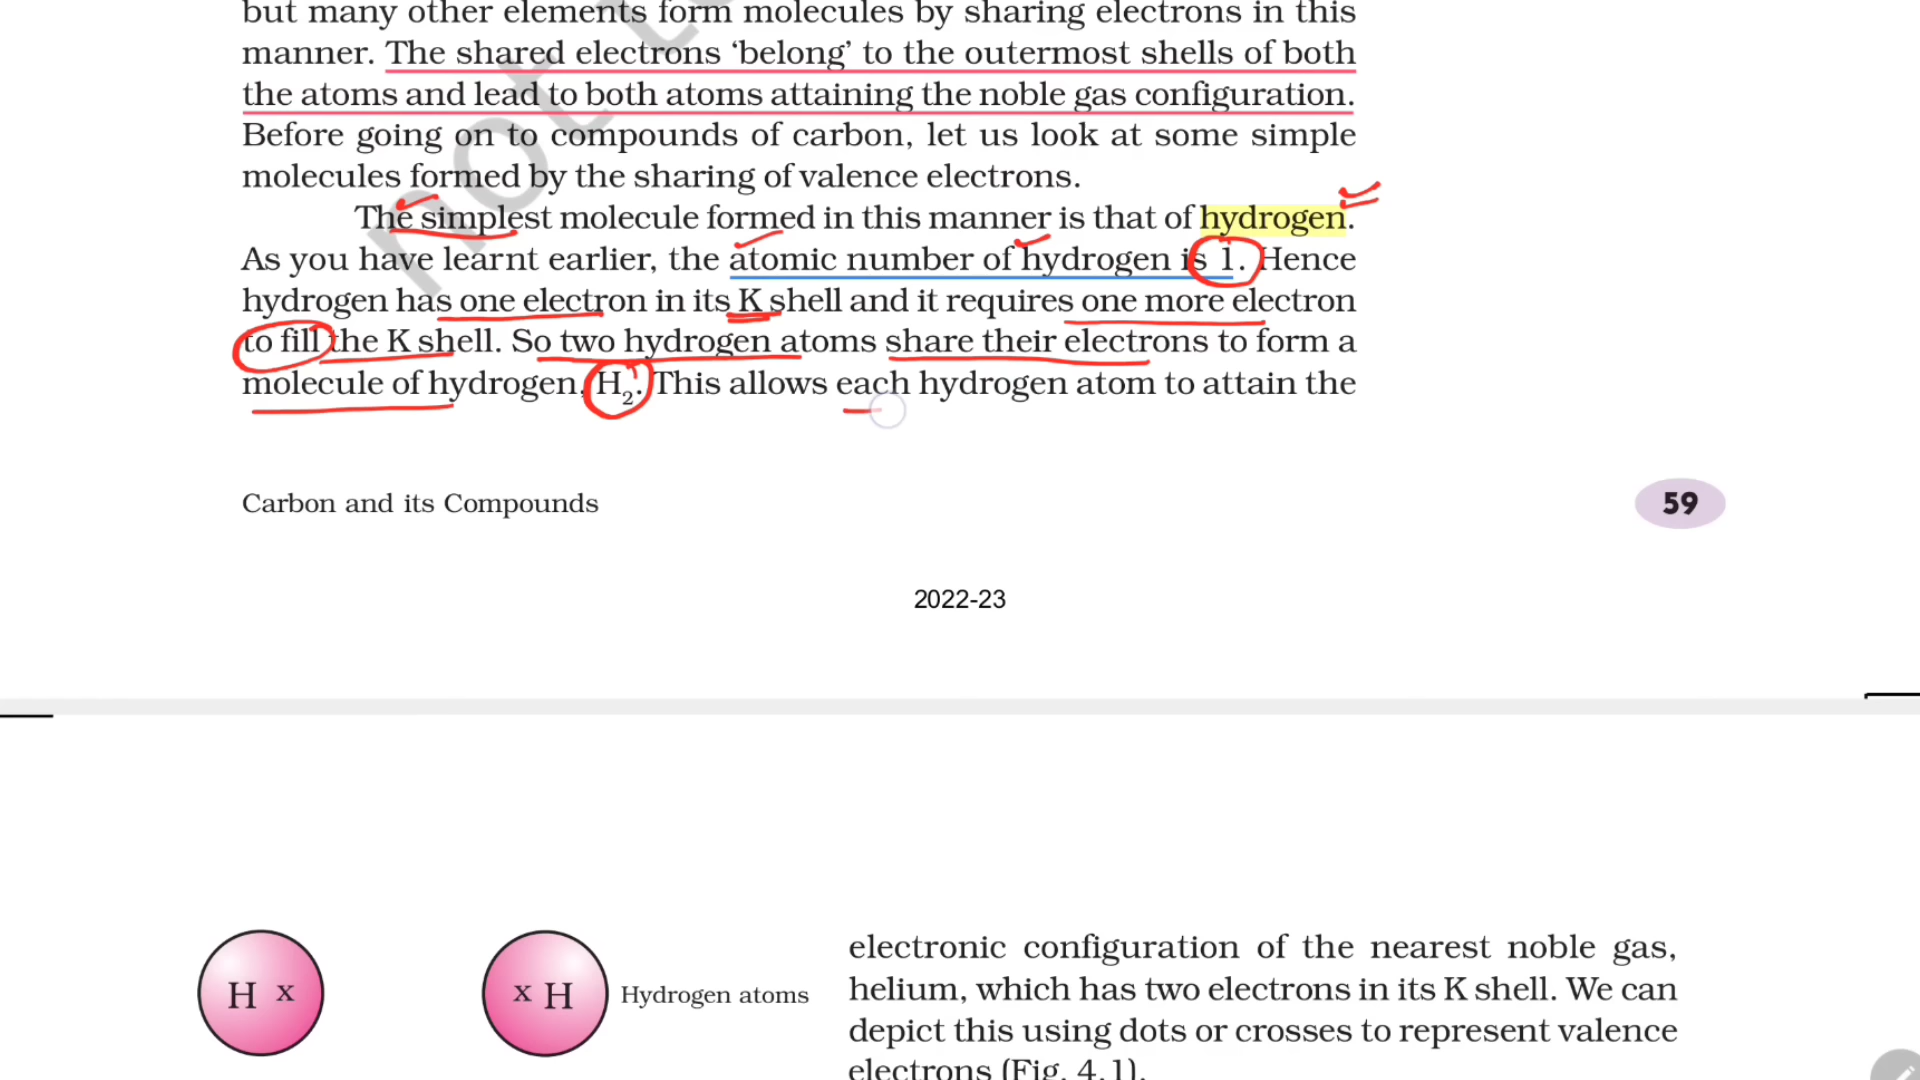 but many other elements form molecules by sharing electrons in this
manner. The shared electrons ‘belong’ to the outermost shells of both
the atoms and lead to both atoms attaining the noble gas configuration.
Before going on to compounds of carbon, let us look at some simple
molecules formed by the sharing of valence electrons.
The simplest molecule formed in this manner is that of hydrogen.
As you have learnt earlier, the atomic number of hydrogen is 1. Hence
hydrogen has one electron in its K shell and it requires one more electron
to fill the K shell. So two hydrogen atoms share their electrons to form a
molecule of hydrogen, H₂. This allows each hydrogen atom to attain the
not t
Carbon and its Compounds
59
2022-23
H x
x H
Hydrogen atoms
electronic configuration of the nearest noble gas,
helium, which has two electrons in its K shell. We can
depict this using dots or crosses to represent valence
electrons (Fig. 4.1).